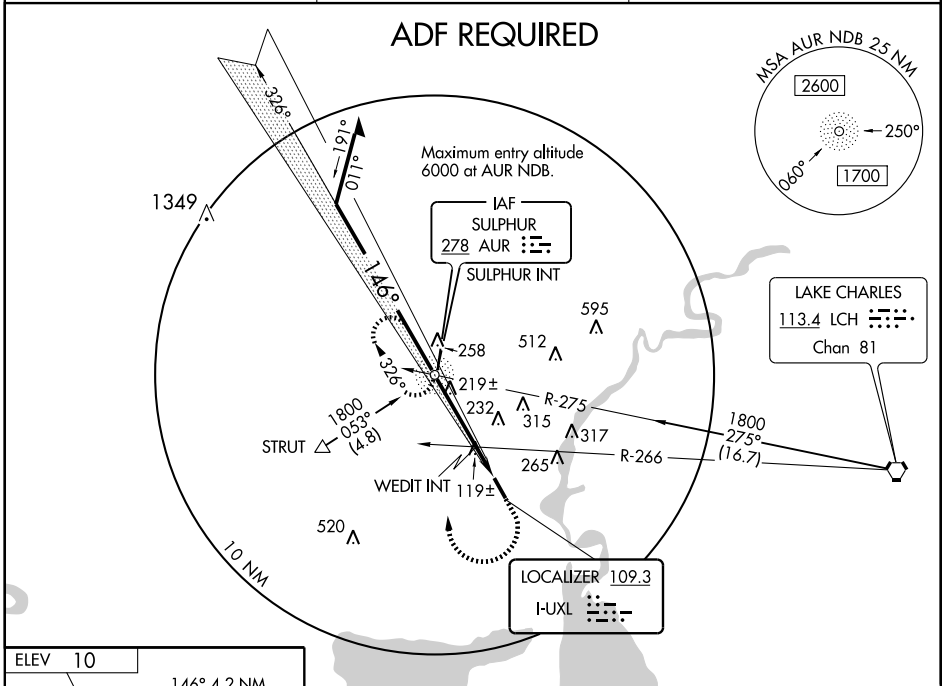 ADF REQUIRED
MSA AUR NDB 25 NM
2600
250°
060°
1700
326°
191°
011°
Maximum entry altitude
6000 at AUR NDB.
1349
IAF
SULPHUR
278 AUR
SULPHUR INT
146°
LAKE CHARLES
113.4 LCH
Chan 81
595
512
258
326°
219±
R-275
232
315
1800
053°
(4.8)
1800
275°
(16.7)
317
STRUT
265
R-266
WEDIT INT
119±
520
10 NM
LOCALIZER 109.3
I-UXL
ELEV 10
146° 4.2 NM